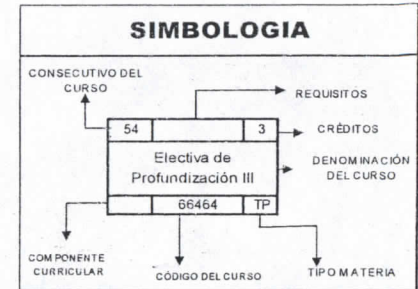 SIMBOLOGIA
CONSECUTIVO DEL
CURSO
REQUISITOS
54
3
CRÉDITOS
Electiva de
Profundización III
DENOMINACIÓN
DEL CURSO
66464
TP
COMPONENTE
CURRICULAR
CÓDIGO DEL CURSO
TIPO MATERIA